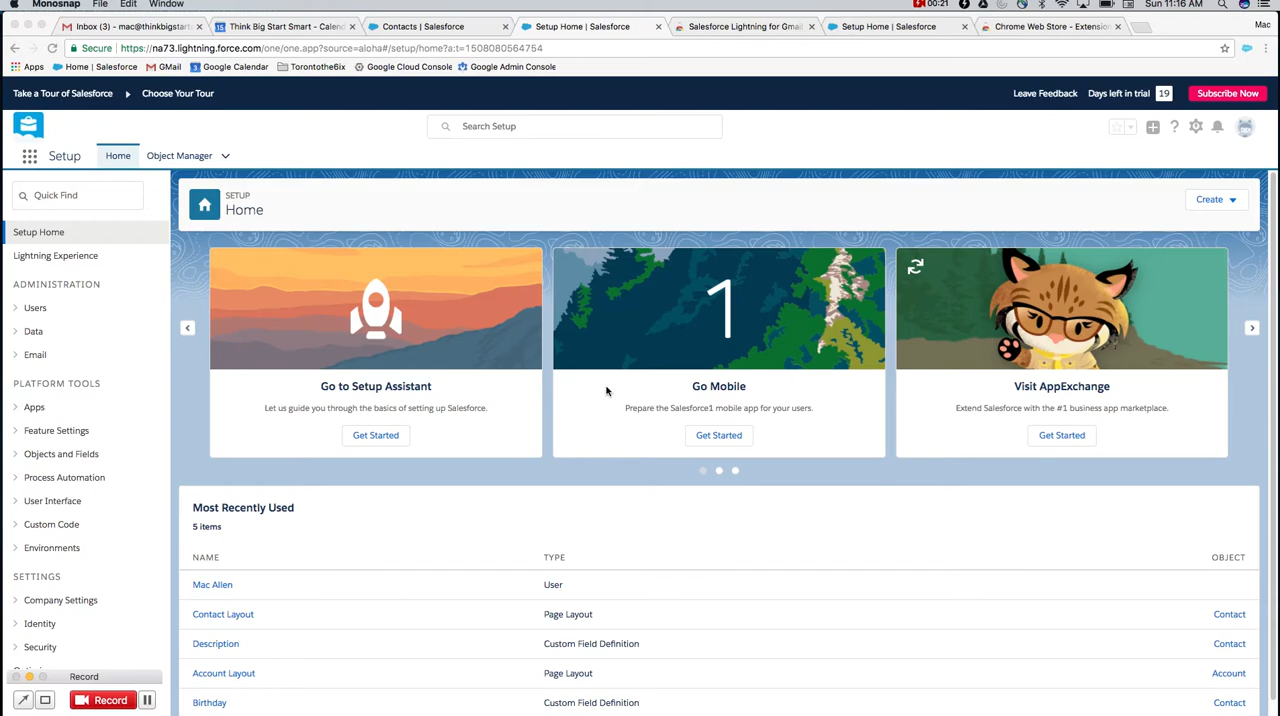 Monosnap File Edit Window 00:21 Sun 11:16 AM
Inbox (5) - mac@thinkbigstarts
Think Big Start Smart - Calend
Contacts | Salesforce
Setup Home | Salesforce
Salesforce Lightning for Gmail
Setup Home | Salesforce
Chrome Web Store - Extension
Mac
Secure https://na73.lightning.force.com/one/one.app?source=aloha#/setup/home?a:t=1508080564754
Apps Home | Salesforce GMail Google Calendar Torontothe6ix Google Cloud Console Google Admin Console
Take a Tour of Salesforce Choose Your Tour Leave Feedback Days left in trial 19 Subscribe Now
Search Setup
Setup Home Object Manager
Quick Find
Setup Home
Lightning Experience
ADMINISTRATION
Users
Data
Email
PLATFORM TOOLS
Apps
Feature Settings
Objects and Fields
Process Automation
User Interface
Custom Code
Environments
SETTINGS
Company Settings
Identity
Security
Record
Record
SETUP
Home
Create
1
Go to Setup Assistant
Let us guide you through the basics of setting up Salesforce.
Get Started
Go Mobile
Prepare the Salesforce1 mobile app for your users.
Get Started
Visit AppExchange
Extend Salesforce with the #1 business app marketplace.
Get Started
Most Recently Used
5 items
NAME TYPE OBJECT
Mac Allen User
Contact Layout Page Layout Contact
Description Custom Field Definition Contact
Account Layout Page Layout Account
Birthday Custom Field Definition Contact